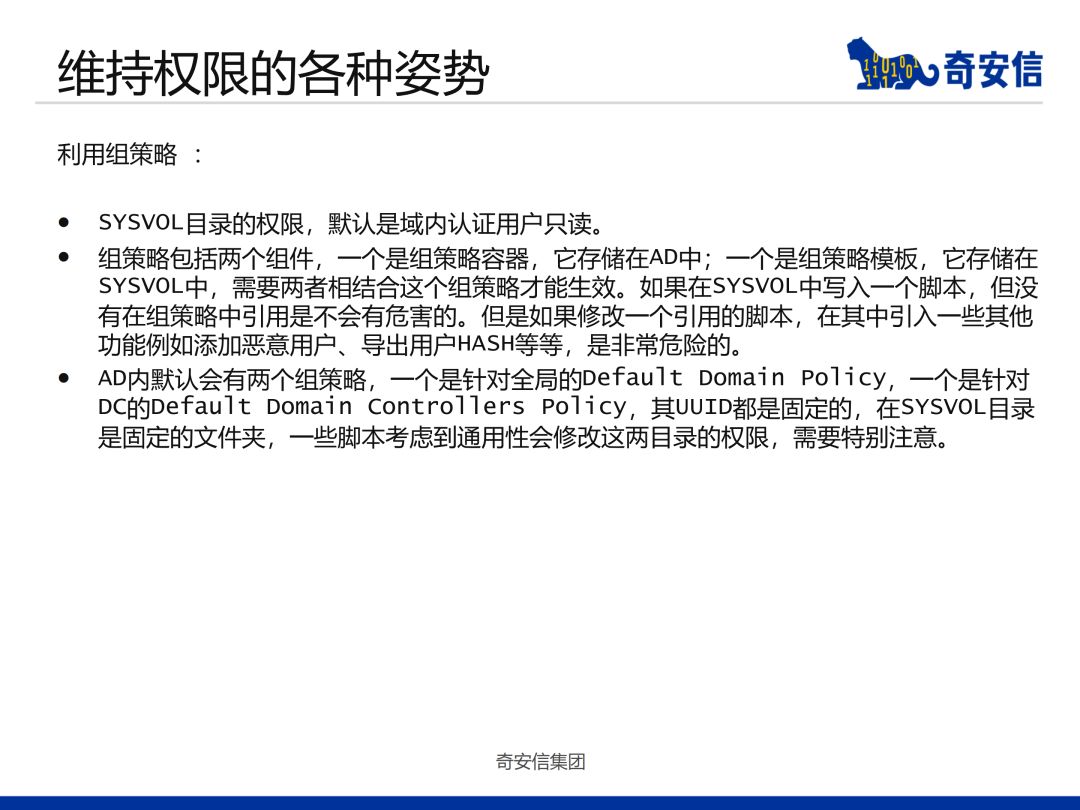 维持权限的各种姿势
奇安信
利用组策略 ：
• SYSVOL目录的权限，默认是域内认证用户只读。
• 组策略包括两个组件，一个是组策略容器，它存储在AD中；一个是组策略模板，它存储在
SYSVOL中，需要两者相结合这个组策略才能生效。如果在SYSVOL中写入一个脚本，但没
有在组策略中引用是不会有危害的。但是如果修改一个引用的脚本，在其中引入一些其他
功能例如添加恶意用户、导出用户HASH等等，是非常危险的。
• AD内默认会有两个组策略，一个是针对全局的Default Domain Policy，一个是针对
DC的Default Domain Controllers Policy，其UUID都是固定的，在SYSVOL目录
是固定的文件夹，一些脚本考虑到通用性会修改这两目录的权限，需要特别注意。
奇安信集团